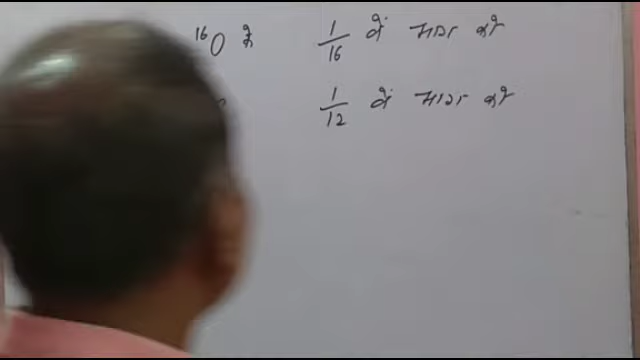 ¹⁶O के 1/16 वें भाग को
1/12 वें भाग को